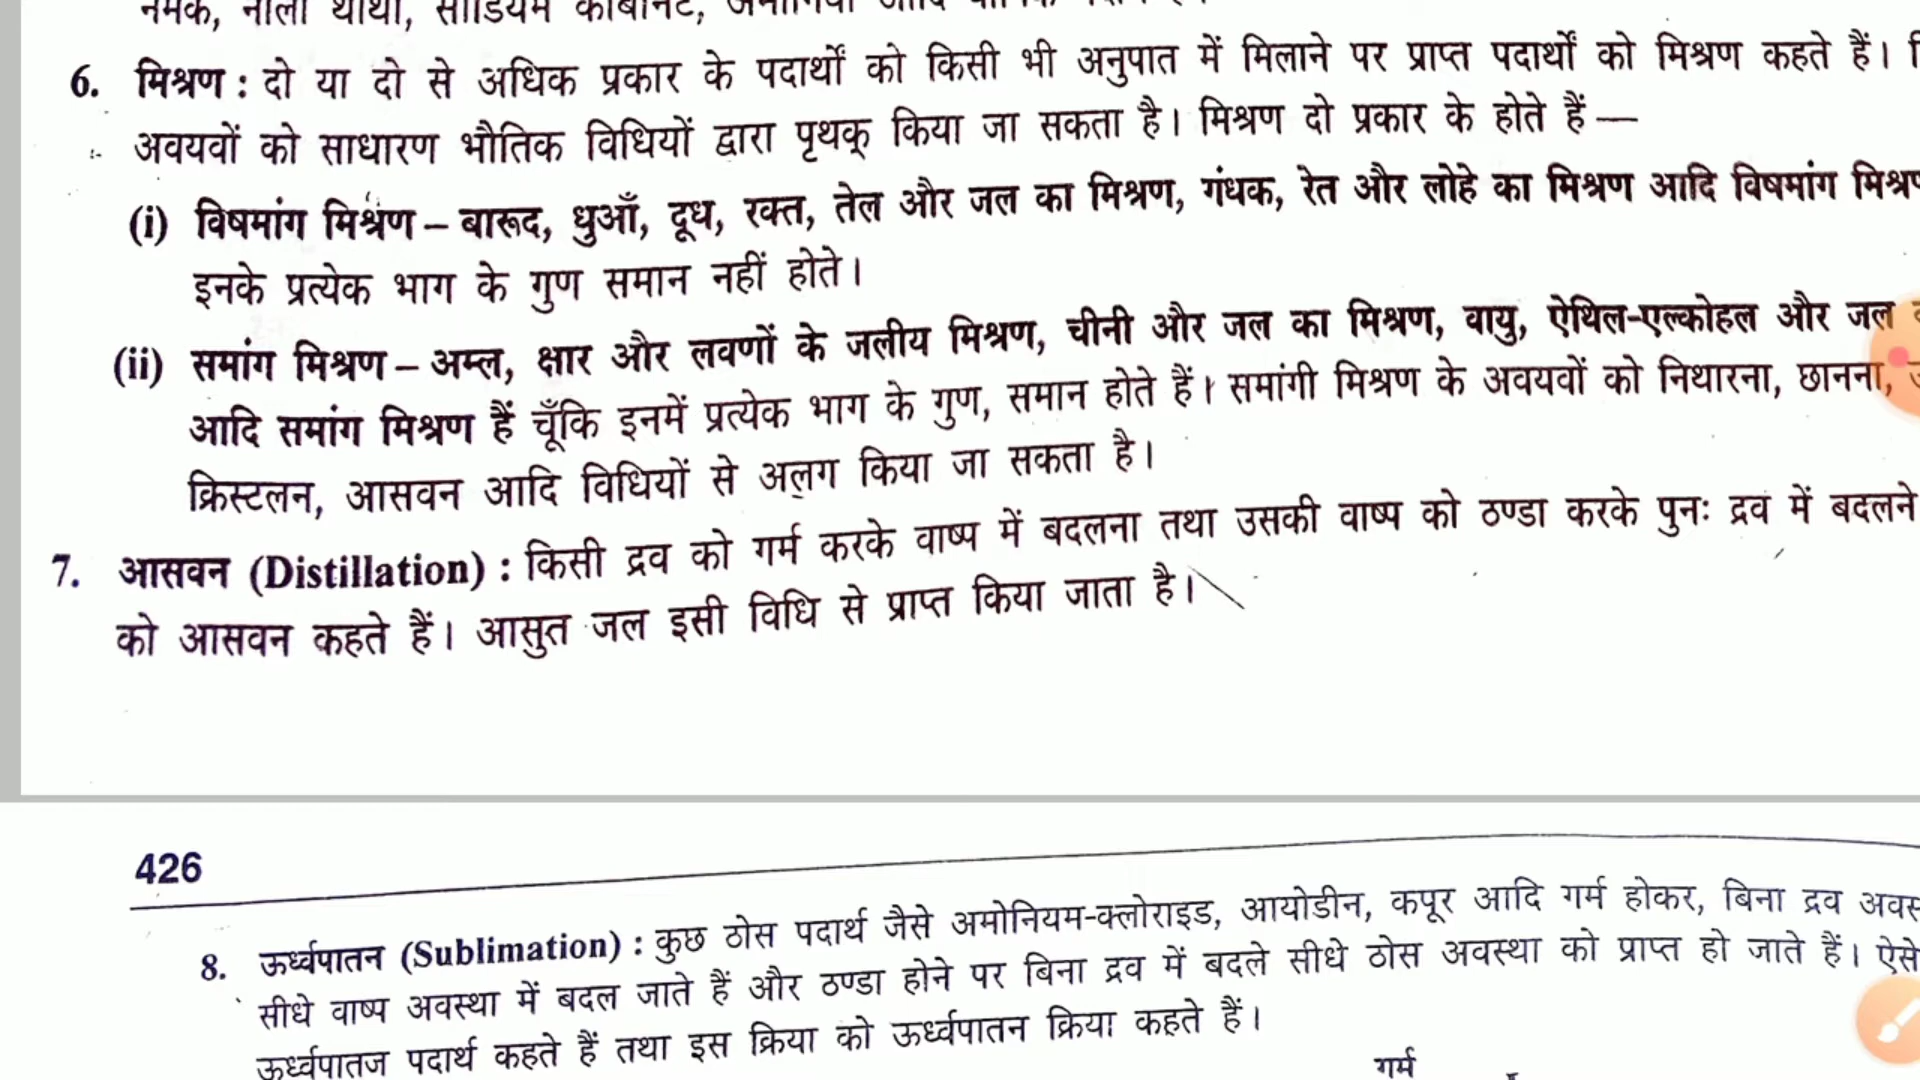 नमक, नीला थोथा, सोडियम कार्बोनेट, अमोनिया आदि
6. मिश्रण : दो या दो से अधिक प्रकार के पदार्थों को किसी भी अनुपात में मिलाने पर प्राप्त पदार्थों को मिश्रण कहते हैं।
अवयवों को साधारण भौतिक विधियों द्वारा पृथक् किया जा सकता है। मिश्रण दो प्रकार के होते हैं —
(i) विषमांग मिश्रण – बारूद, धुआँ, दूध, रक्त, तेल और जल का मिश्रण, गंधक, रेत और लोहे का मिश्रण आदि विषमांग
इनके प्रत्येक भाग के गुण समान नहीं होते।
(ii) समांग मिश्रण – अम्ल, क्षार और लवणों के जलीय मिश्रण, चीनी और जल का मिश्रण, वायु, ऐथिल-एल्कोहल और जल
आदि समांग मिश्रण हैं चूँकि इनमें प्रत्येक भाग के गुण, समान होते हैं। समांगी मिश्रण के अवयवों को निथारना, छानना,
क्रिस्टलन, आसवन आदि विधियों से अलग किया जा सकता है।
7. आसवन (Distillation) : किसी द्रव को गर्म करके वाष्प में बदलना तथा उसकी वाष्प को ठण्डा करके पुनः द्रव में बदलने
को आसवन कहते हैं। आसुत जल इसी विधि से प्राप्त किया जाता है।
426
8. ऊर्ध्वपातन (Sublimation) : कुछ ठोस पदार्थ जैसे अमोनियम-क्लोराइड, आयोडीन, कपूर आदि गर्म होकर, बिना द्रव
सीधे वाष्प अवस्था में बदल जाते हैं और ठण्डा होने पर बिना द्रव में बदले सीधे ठोस अवस्था को प्राप्त हो जाते हैं। ऐसे
ऊर्ध्वपातज पदार्थ कहते हैं तथा इस क्रिया को ऊर्ध्वपातन क्रिया कहते हैं।
गर्म